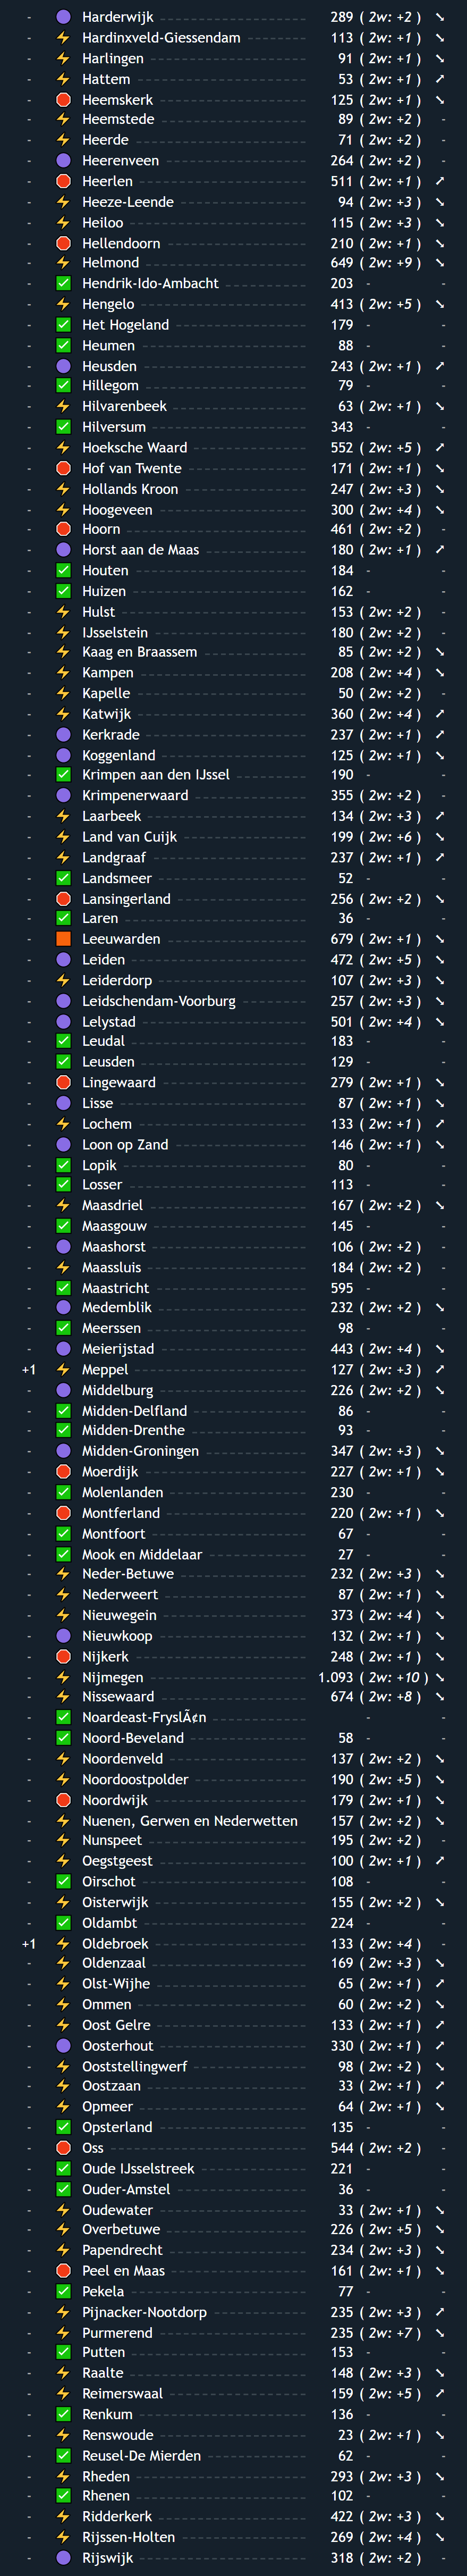 - Harderwijk 289 ( 2w: +2 ) ↘
- Hardinxveld-Giessendam 113 ( 2w: +1 ) ↘
- Harlingen 91 ( 2w: +1 ) ↘
- Hattem 53 ( 2w: +1 ) ↗
- Heemskerk 125 ( 2w: +1 ) ↘
- Heemstede 89 ( 2w: +2 ) -
- Heerde 71 ( 2w: +2 ) -
- Heerenveen 264 ( 2w: +2 ) -
- Heerlen 511 ( 2w: +1 ) ↗
- Heeze-Leende 94 ( 2w: +3 ) ↘
- Heiloo 115 ( 2w: +3 ) ↘
- Hellendoorn 210 ( 2w: +1 ) ↘
- Helmond 649 ( 2w: +9 ) ↘
- Hendrik-Ido-Ambacht 203 - -
- Hengelo 413 ( 2w: +5 ) ↘
- Het Hogeland 179 - -
- Heumen 88 - -
- Heusden 243 ( 2w: +1 ) ↗
- Hillegom 79 - -
- Hilvarenbeek 63 ( 2w: +1 ) ↘
- Hilversum 343 - -
- Hoeksche Waard 552 ( 2w: +5 ) ↗
- Hof van Twente 171 ( 2w: +1 ) ↘
- Hollands Kroon 247 ( 2w: +3 ) ↘
- Hoogeveen 300 ( 2w: +4 ) ↘
- Hoorn 461 ( 2w: +2 ) -
- Horst aan de Maas 180 ( 2w: +1 ) ↗
- Houten 184 - -
- Huizen 162 - -
- Hulst 153 ( 2w: +2 ) -
- IJsselstein 180 ( 2w: +2 ) -
- Kaag en Braassem 85 ( 2w: +2 ) ↘
- Kampen 208 ( 2w: +4 ) ↘
- Kapelle 50 ( 2w: +2 ) -
- Katwijk 360 ( 2w: +4 ) ↗
- Kerkrade 237 ( 2w: +1 ) ↗
- Koggenland 125 ( 2w: +1 ) ↘
- Krimpen aan den IJssel 190 - -
- Krimpenerwaard 355 ( 2w: +2 ) -
- Laarbeek 134 ( 2w: +3 ) ↗
- Land van Cuijk 199 ( 2w: +6 ) ↘
- Landgraaf 237 ( 2w: +1 ) ↗
- Landsmeer 52 - -
- Lansingerland 256 ( 2w: +2 ) ↘
- Laren 36 - -
- Leeuwarden 679 ( 2w: +1 ) ↘
- Leiden 472 ( 2w: +5 ) ↘
- Leiderdorp 107 ( 2w: +3 ) ↘
- Leidschendam-Voorburg 257 ( 2w: +3 ) ↘
- Lelystad 501 ( 2w: +4 ) ↘
- Leudal 183 - -
- Leusden 129 - -
- Lingewaard 279 ( 2w: +1 ) ↘
- Lisse 87 ( 2w: +1 ) ↘
- Lochem 133 ( 2w: +1 ) ↗
- Loon op Zand 146 ( 2w: +1 ) ↘
- Lopik 80 - -
- Losser 113 - -
- Maasdriel 167 ( 2w: +2 ) ↘
- Maasgouw 145 - -
- Maashorst 106 ( 2w: +2 ) -
- Maassluis 184 ( 2w: +2 ) -
- Maastricht 595 - -
- Medemblik 232 ( 2w: +2 ) ↘
- Meerssen 98 - -
- Meierijstad 443 ( 2w: +4 ) ↘
+1 Meppel 127 ( 2w: +3 ) ↗
- Middelburg 226 ( 2w: +2 ) ↘
- Midden-Delfland 86 - -
- Midden-Drenthe 93 - -
- Midden-Groningen 347 ( 2w: +3 ) ↘
- Moerdijk 227 ( 2w: +1 ) ↘
- Molenlanden 230 - -
- Montferland 220 ( 2w: +1 ) ↘
- Montfoort 67 - -
- Mook en Middelaar 27 - -
- Neder-Betuwe 232 ( 2w: +3 ) ↘
- Nederweert 87 ( 2w: +1 ) ↘
- Nieuwegein 373 ( 2w: +4 ) ↘
- Nieuwkoop 132 ( 2w: +1 ) ↘
- Nijkerk 248 ( 2w: +1 ) ↘
- Nijmegen 1.093 ( 2w: +10 ) ↘
- Nissewaard 674 ( 2w: +8 ) ↘
- Noardeast-FryslÃ¢n - -
- Noord-Beveland 58 - -
- Noordenveld 137 ( 2w: +2 ) ↘
- Noordoostpolder 190 ( 2w: +5 ) ↘
- Noordwijk 179 ( 2w: +1 ) ↘
- Nuenen, Gerwen en Nederwetten 157 ( 2w: +2 ) ↘
- Nunspeet 195 ( 2w: +2 ) -
- Oegstgeest 100 ( 2w: +1 ) ↗
- Oirschot 108 - -
- Oisterwijk 155 ( 2w: +2 ) ↘
- Oldambt 224 - -
+1 Oldebroek 133 ( 2w: +4 ) -
- Oldenzaal 169 ( 2w: +3 ) ↘
- Olst-Wijhe 65 ( 2w: +1 ) ↗
- Ommen 60 ( 2w: +2 ) ↘
- Oost Gelre 133 ( 2w: +1 ) ↗
- Oosterhout 330 ( 2w: +1 ) ↗
- Ooststellingwerf 98 ( 2w: +2 ) ↘
- Oostzaan 33 ( 2w: +1 ) ↗
- Opmeer 64 ( 2w: +1 ) ↘
- Opsterland 135 - -
- Oss 544 ( 2w: +2 ) -
- Oude IJsselstreek 221 - -
- Ouder-Amstel 36 - -
- Oudewater 33 ( 2w: +1 ) ↘
- Overbetuwe 226 ( 2w: +5 ) ↘
- Papendrecht 234 ( 2w: +3 ) ↘
- Peel en Maas 161 ( 2w: +1 ) ↘
- Pekela 77 - -
- Pijnacker-Nootdorp 235 ( 2w: +3 ) ↗
- Purmerend 235 ( 2w: +7 ) ↘
- Putten 153 - -
- Raalte 148 ( 2w: +3 ) ↘
- Reimerswaal 159 ( 2w: +5 ) ↗
- Renkum 136 - -
- Renswoude 23 ( 2w: +1 ) ↘
- Reusel-De Mierden 62 - -
- Rheden 293 ( 2w: +3 ) ↘
- Rhenen 102 - -
- Ridderkerk 422 ( 2w: +3 ) ↘
- Rijssen-Holten 269 ( 2w: +4 ) ↘
- Rijswijk 318 ( 2w: +2 ) -